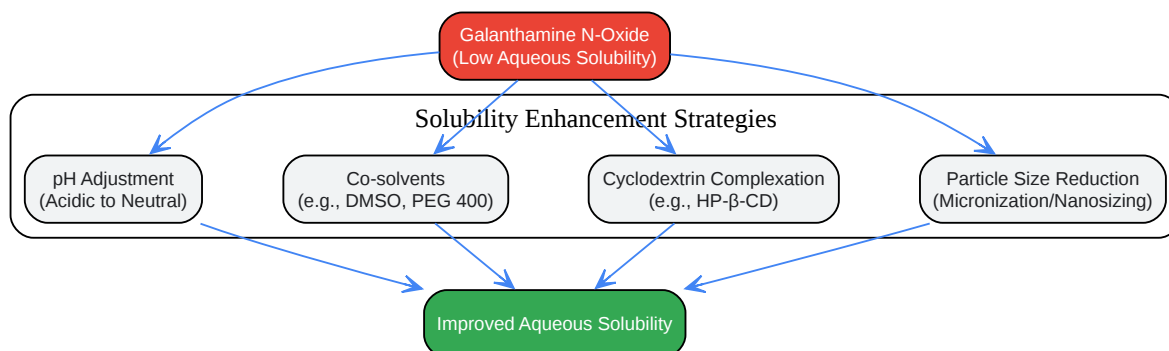 Galanthamine N-Oxide
(Low Aqueous Solubility)
Solubility Enhancement Strategies
pH Adjustment
(Acidic to Neutral)
Co-solvents
(e.g., DMSO, PEG 400)
Cyclodextrin Complexation
(e.g., HP-β-CD)
Particle Size Reduction
(Micronization/Nanosizing)
Improved Aqueous Solubility